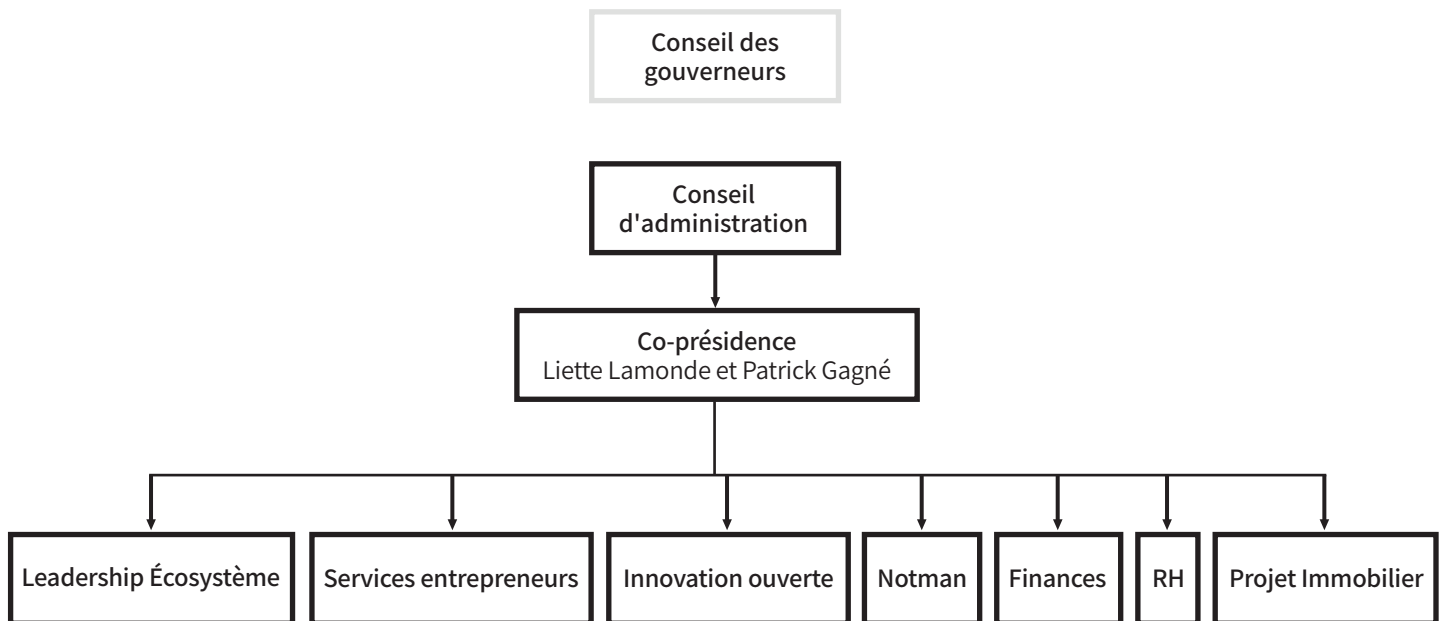 Conseil des
gouverneurs
Conseil
d'administration
Co-présidence
Liette Lamonde et Patrick Gagné
Leadership Écosystème
Services entrepreneurs
Innovation ouverte
Notman
Finances
RH
Projet Immobilier